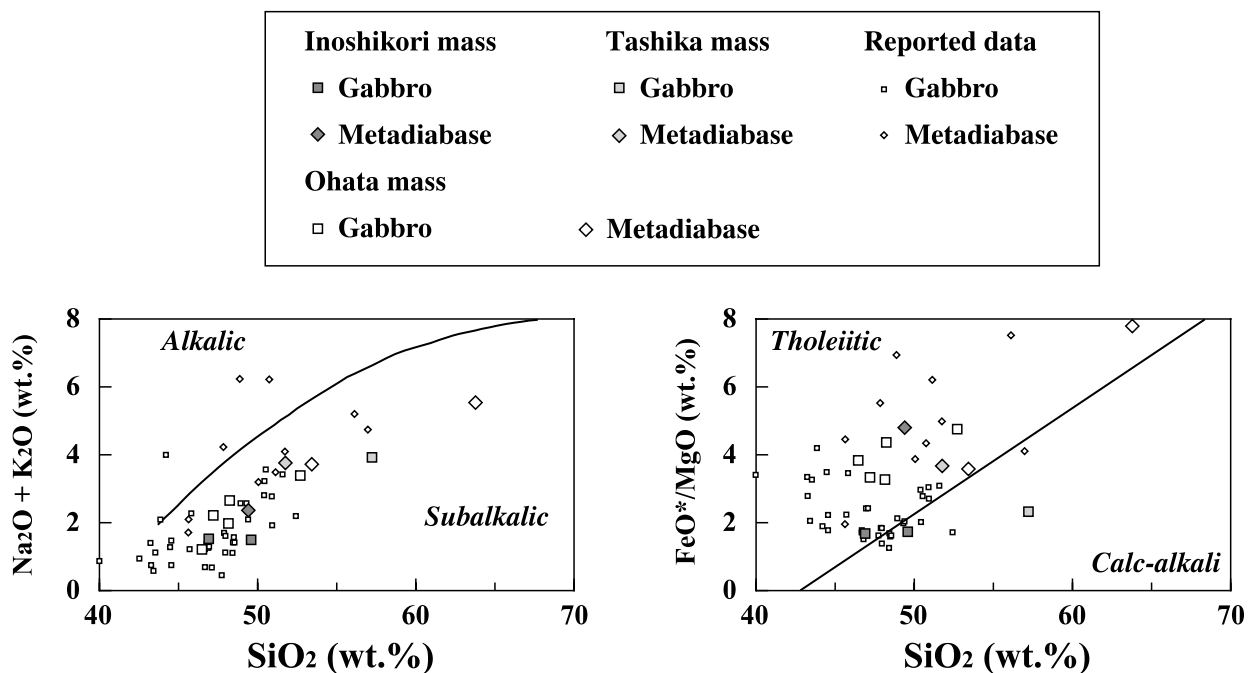 Inoshikori mass Tashika mass Reported data
Gabbro Gabbro Gabbro
Metadiabase Metadiabase Metadiabase
Ohata mass
Gabbro Metadiabase
Na2O + K2O (wt.%)
8
6
4
2
0
Alkalic
Subalkalic
40 50 60 70
SiO2 (wt.%)
FeO*/MgO (wt.%)
8
6
4
2
0
Tholeiitic
Calc-alkali
40 50 60 70
SiO2 (wt.%)